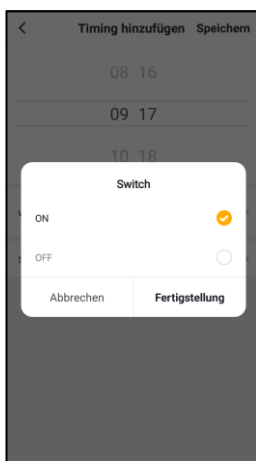 Timing hinzufügen Speichern
08 16
09 17
10 18
Switch
ON
OFF
Abbrechen Fertigstellung